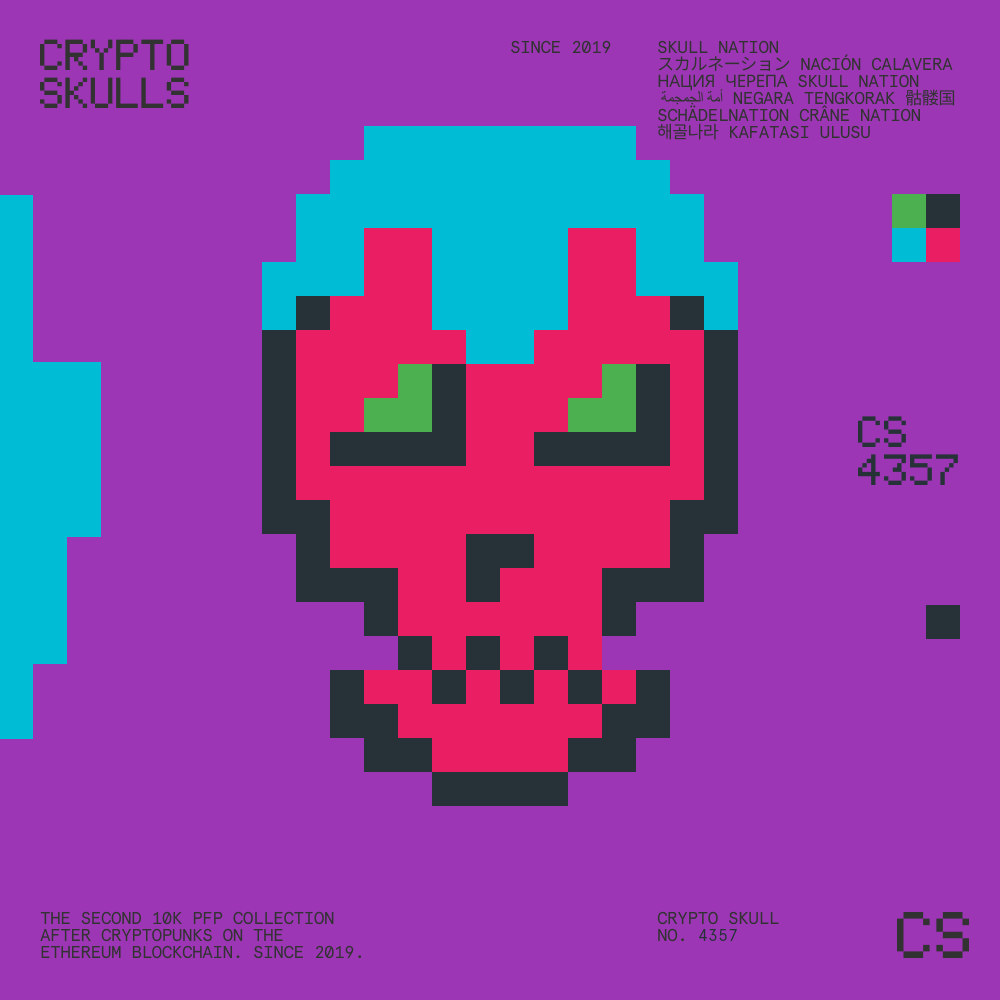 CRYPTO
SKULLS
SINCE 2019
SKULL NATION
スカルネーション NACIÓN CALAVERA
НАЦИЯ ЧЕРЕПА SKULL NATION
أمة الجمجمة NEGARA TENGKORAK 骷髅国
SCHÄDELNATION CRÂNE NATION
해골나라 KAFATASI ULUSU
CS
4357
THE SECOND 10K PFP COLLECTION
AFTER CRYPTOPUNKS ON THE
ETHEREUM BLOCKCHAIN. SINCE 2019.
CRYPTO SKULL
NO. 4357
CS